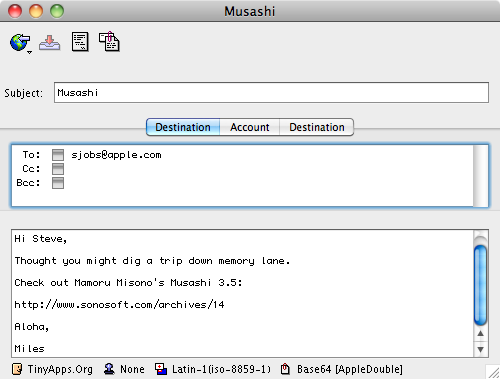 Musashi
Subject: Musashi
Destination Account Destination
To: sjobs@apple.com
Cc:
Bcc:
Hi Steve,
Thought you might dig a trip down memory lane.
Check out Mamoru Misono's Musashi 3.5:
http://www.sonosoft.com/archives/14
Aloha,
Miles
TinyApps.Org None Latin-1(iso-8859-1) Base64 [AppleDouble]